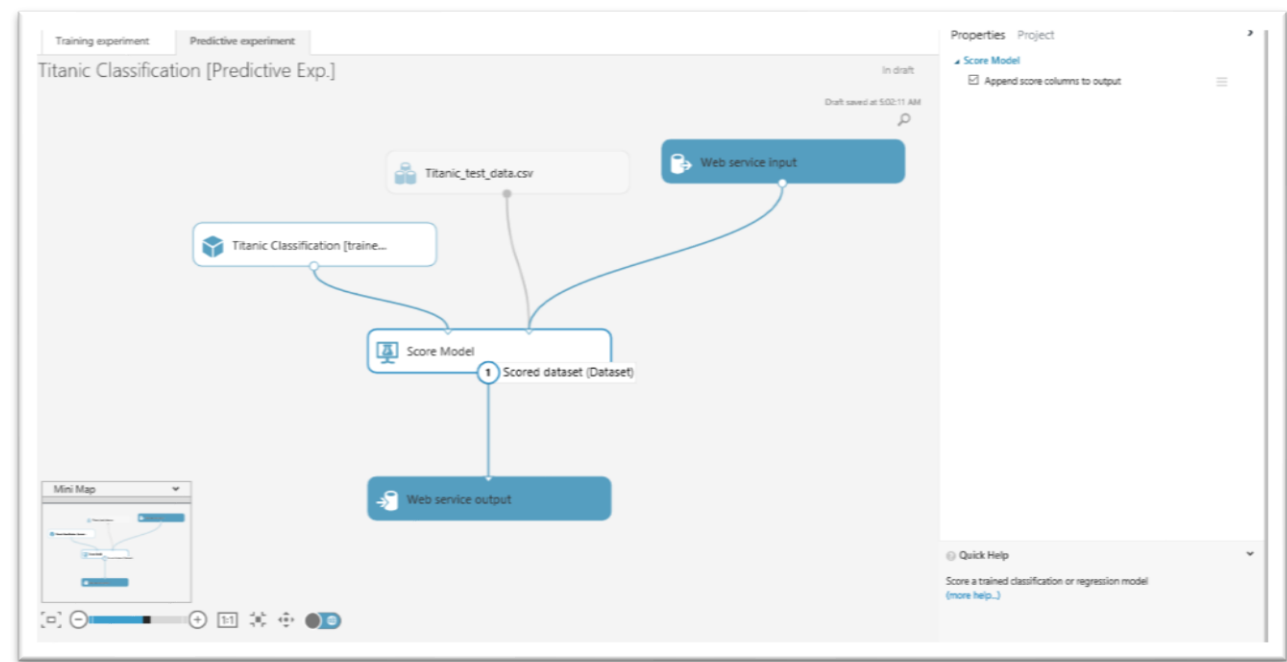 Training experiment
Predictive experiment
Properties
Project
Titanic Classification [Predictive Exp.]
In draft
Score Model
Append score columns to output
Draft saved at 5:02:11 AM
Web service input
Titanic_test_data.csv
Titanic Classification [traine...
Score Model
1
Scored dataset (Dataset)
Web service output
Mini Map
1:1
Quick Help
Score a trained classification or regression model
(more help...)